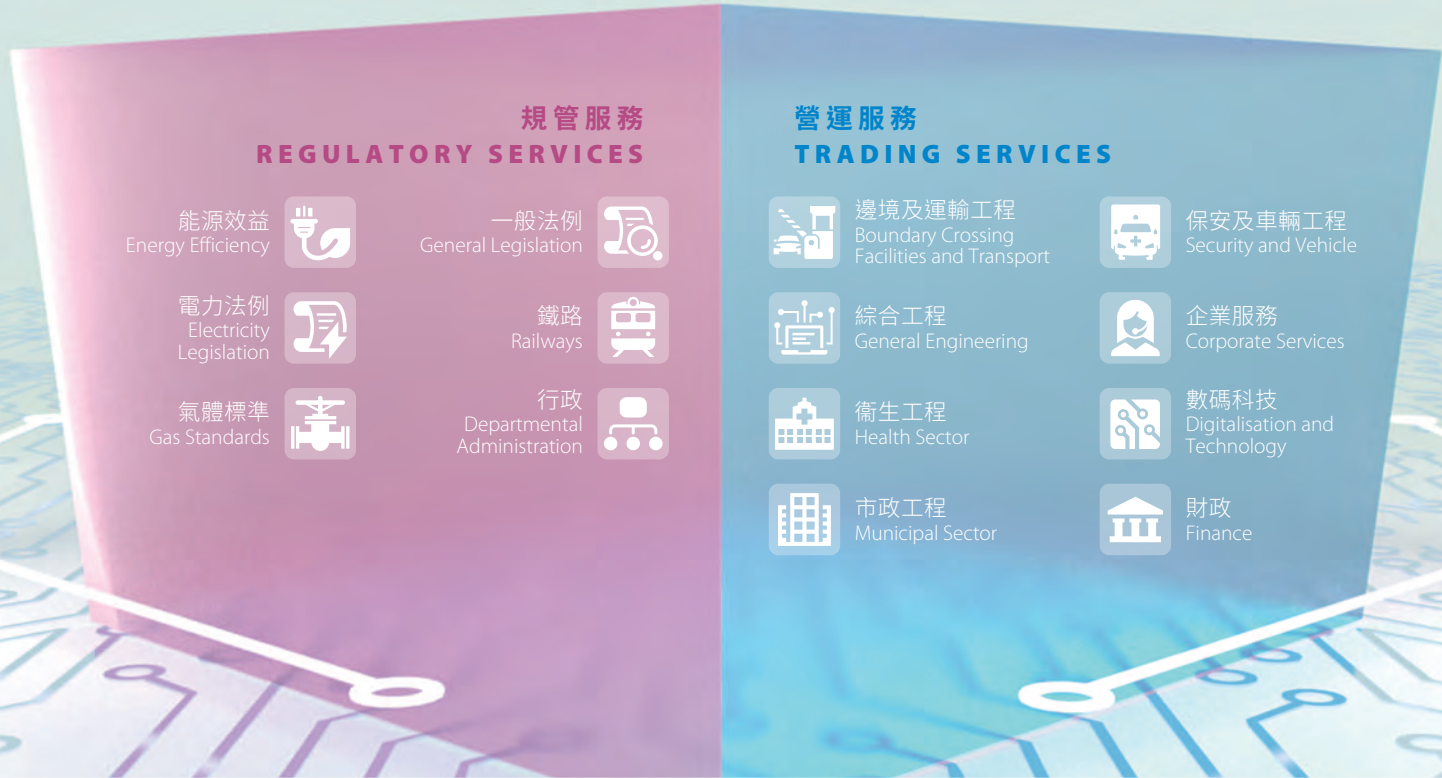 規管服務
REGULATORY SERVICES
能源效益
Energy Efficiency
電力法例
Electricity
Legislation
氣體標準
Gas Standards
一般法例
General Legislation
鐵路
Railways
行政
Departmental
Administration
營運服務
TRADING SERVICES
邊境及運輸工程
Boundary Crossing
Facilities and Transport
綜合工程
General Engineering
衞生工程
Health Sector
市政工程
Municipal Sector
保安及車輛工程
Security and Vehicle
企業服務
Corporate Services
數碼科技
Digitalisation and
Technology
財政
Finance